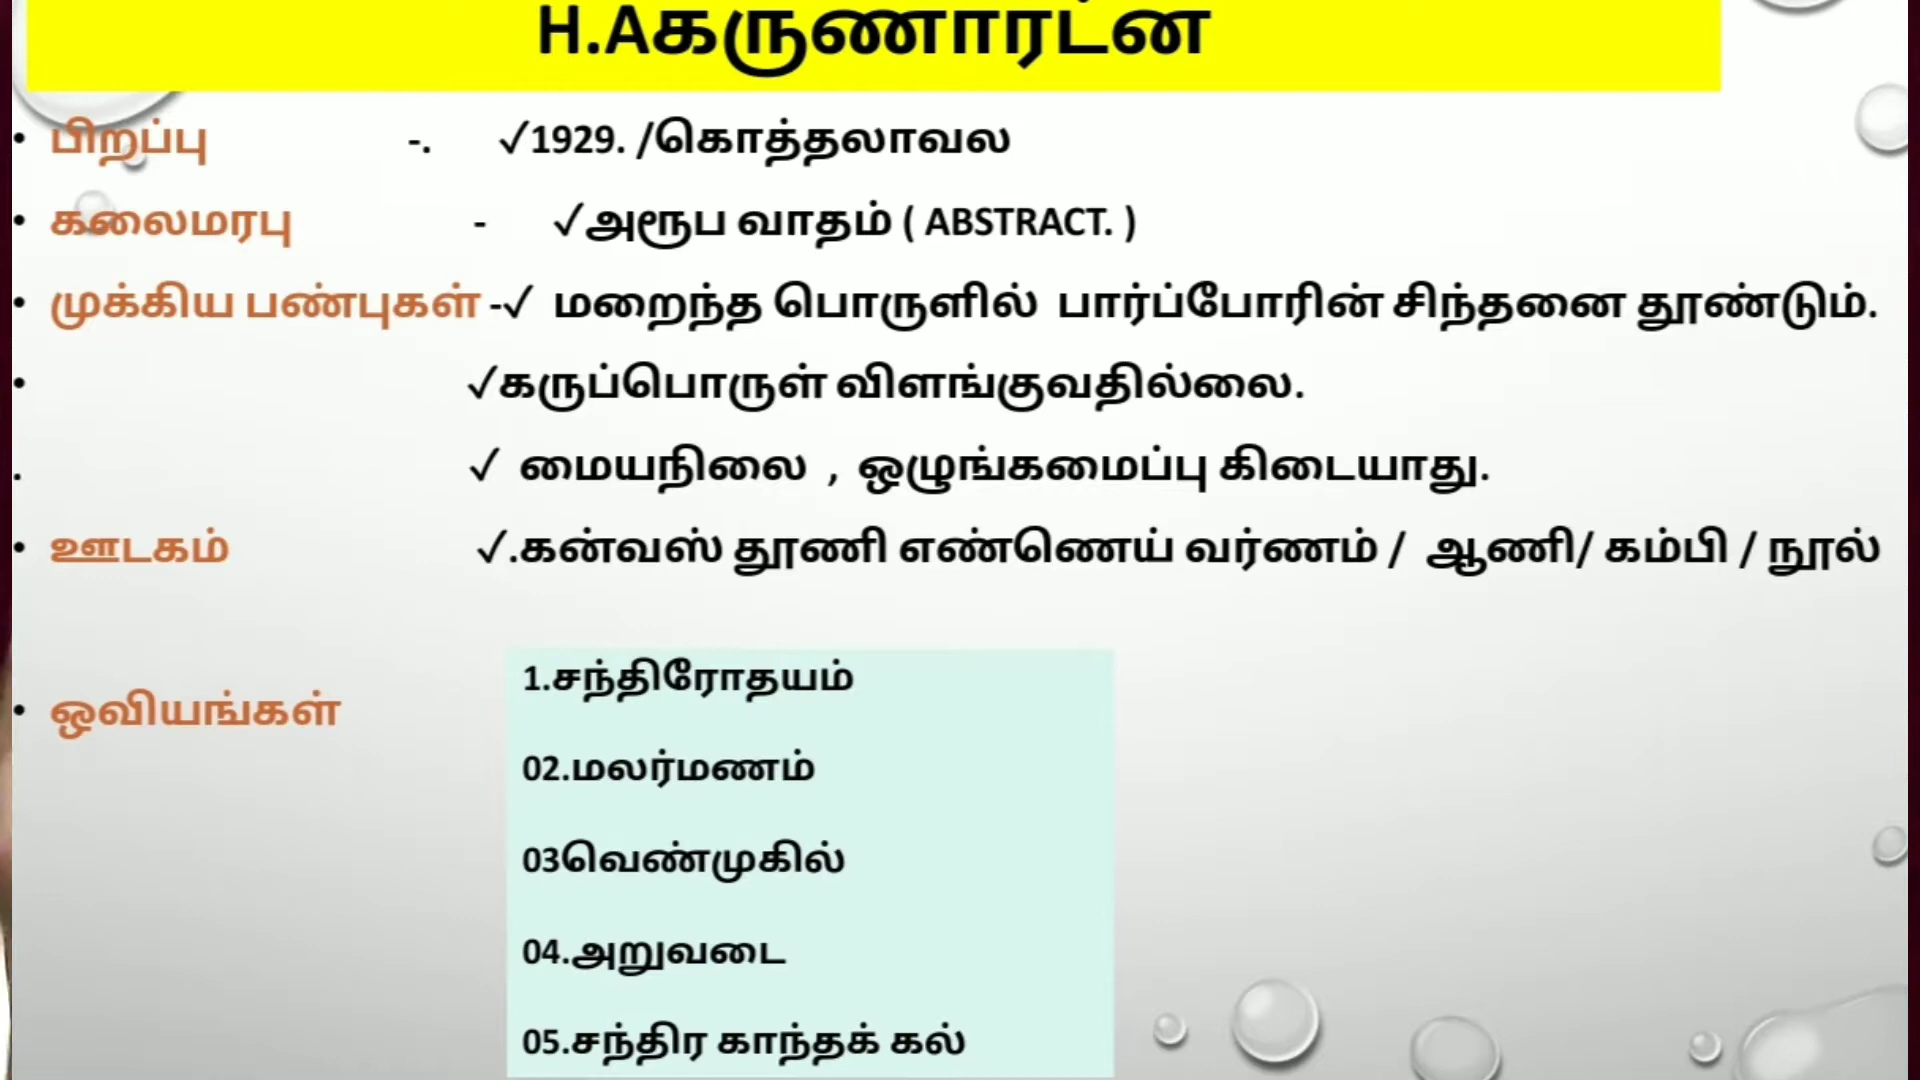 H.Aகருணாரட்ன
• பிறப்பு -. ✓1929. /கொத்தலாவல
• கலைமரபு - ✓அரூப வாதம் ( ABSTRACT. )
• முக்கிய பண்புகள் -✓ மறைந்த பொருளில் பார்ப்போரின் சிந்தனை தூண்டும்.
• ✓கருப்பொருள் விளங்குவதில்லை.
. ✓ மையநிலை , ஒழுங்கமைப்பு கிடையாது.
• ஊடகம் ✓.கன்வஸ் தூணி எண்ணெய் வர்ணம் / ஆணி/ கம்பி / நூல்
• ஒவியங்கள்
1.சந்திரோதயம்
02.மலர்மணம்
03வெண்முகில்
04.அறுவடை
05.சந்திர காந்தக் கல்